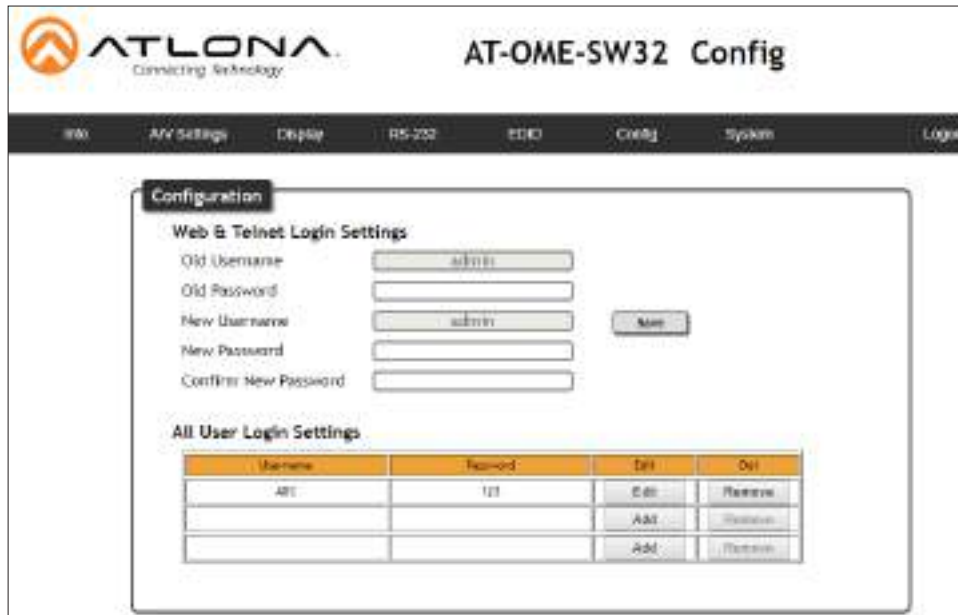 ATLONA.
Connecting Technology
AT-OME-SW32 Config
Info A/V Settings Display RS-232 EDID Config System
Configuration
Web & Telnet Login Settings
Old Username admin
Old Password
New Username admin
Save
New Password
Confirm New Password
All User Login Settings
Username Password Edit Del
123 Edit Remove
Add Remove
Add Remove